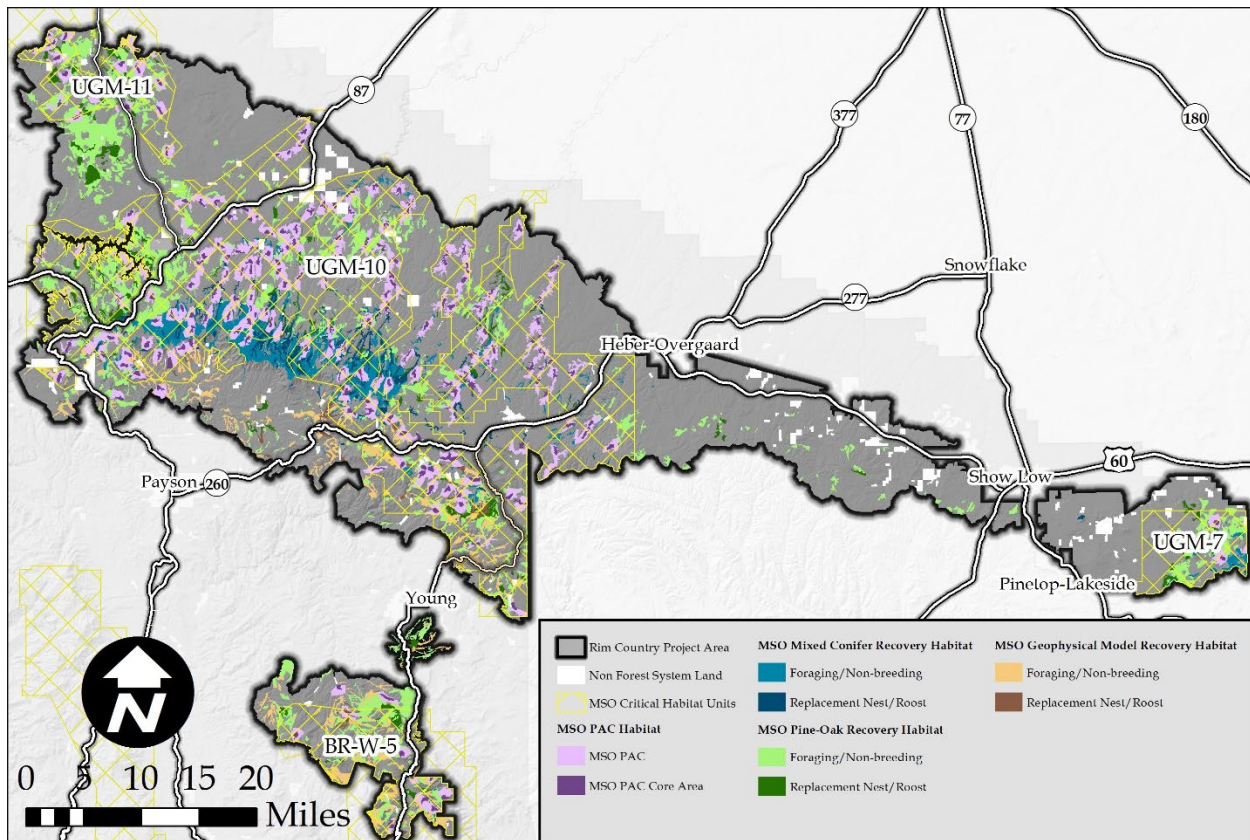 UGM-11
87
377
77
180
UGM-10
Snowflake
277
Heber-Overgaard
60
Show Low
Payson
260
UGM-7
Pinetop-Lakeside
Young
BR-W-5
N
0 5 10 15 20
Miles
Rim Country Project Area
Non Forest System Land
MSO Critical Habitat Units
MSO PAC Habitat
MSO PAC
MSO PAC Core Area
MSO Mixed Conifer Recovery Habitat
Foraging/Non-breeding
Replacement Nest/Roost
MSO Pine-Oak Recovery Habitat
Foraging/Non-breeding
Replacement Nest/Roost
MSO Geophysical Model Recovery Habitat
Foraging/Non-breeding
Replacement Nest/Roost